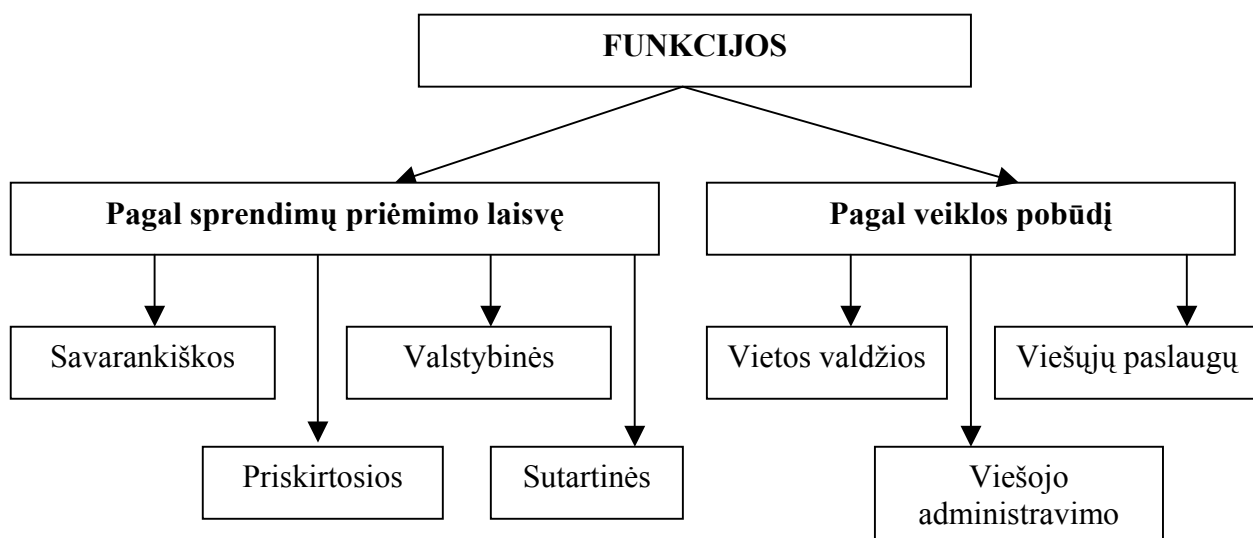 FUNKCIJOS
Pagal sprendimų priėmimo laisvę
Pagal veiklos pobūdį
Savarankiškos
Valstybinės
Vietos valdžios
Viešųjų paslaugų
Priskirtosios
Sutartinės
Viešojo
administravimo